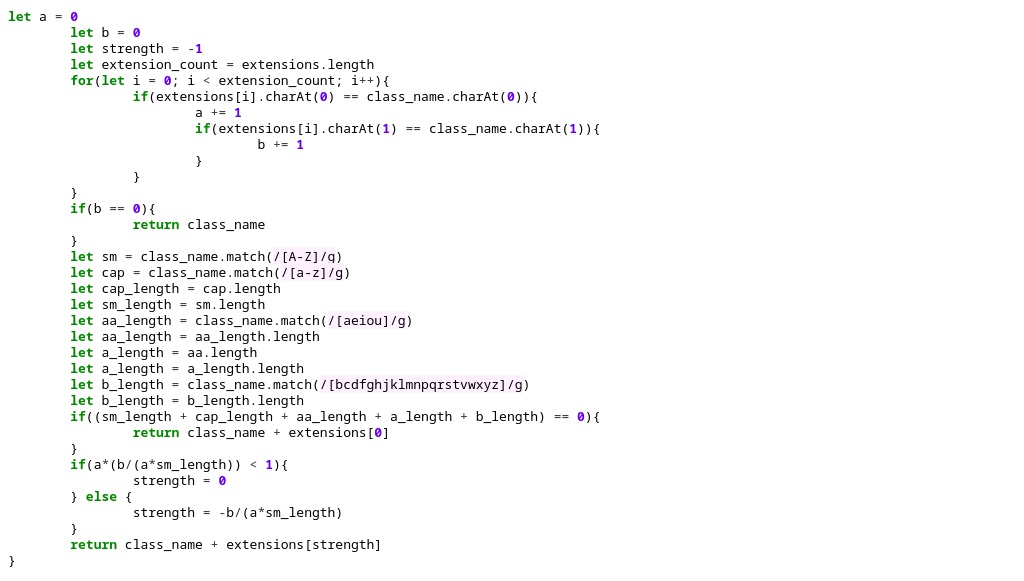 let a = 0
let b = 0
let strength = -1
let extension_count = extensions.length
for(let i = 0; i < extension_count; i++){
if(extensions[i].charAt(0) == class_name.charAt(0)){
a += 1
if(extensions[i].charAt(1) == class_name.charAt(1)){
b += 1
}
}
}
if(b == 0){
return class_name
}
let sm = class_name.match(/[A-Z]/g)
let cap = class_name.match(/[a-z]/g)
let cap_length = cap.length
let sm_length = sm.length
let aa_length = class_name.match(/[aeiou]/g)
let aa_length = aa_length.length
let a_length = aa.length
let a_length = a_length.length
let b_length = class_name.match(/[bcdfghjklmnpqrstvwxyz]/g)
let b_length = b_length.length
if((sm_length + cap_length + aa_length + a_length + b_length) == 0){
return class_name + extensions[0]
}
if(a*(b/(a*sm_length)) < 1){
strength = 0
} else {
strength = -b/(a*sm_length)
}
return class_name + extensions[strength]
}